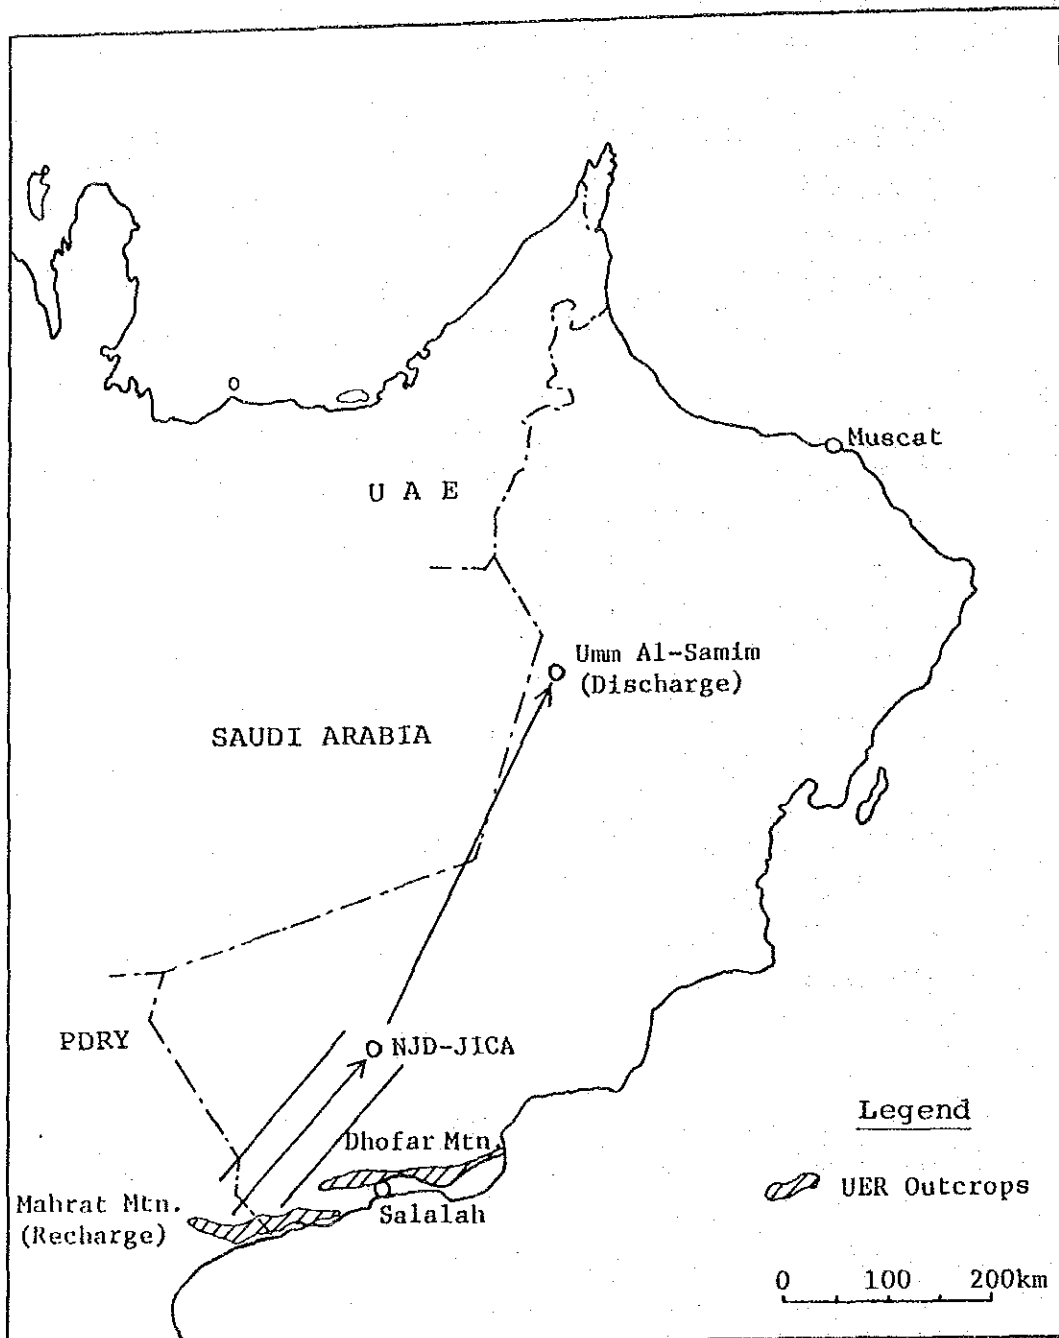 Muscat
U A E
Umm Al-Samim
(Discharge)
SAUDI ARABIA
PDRY
NJD-JICA
Legend
Dhofar Mtn.
UER Outcrops
Mahrat Mtn.
(Recharge)
Salalah
0 100 200km